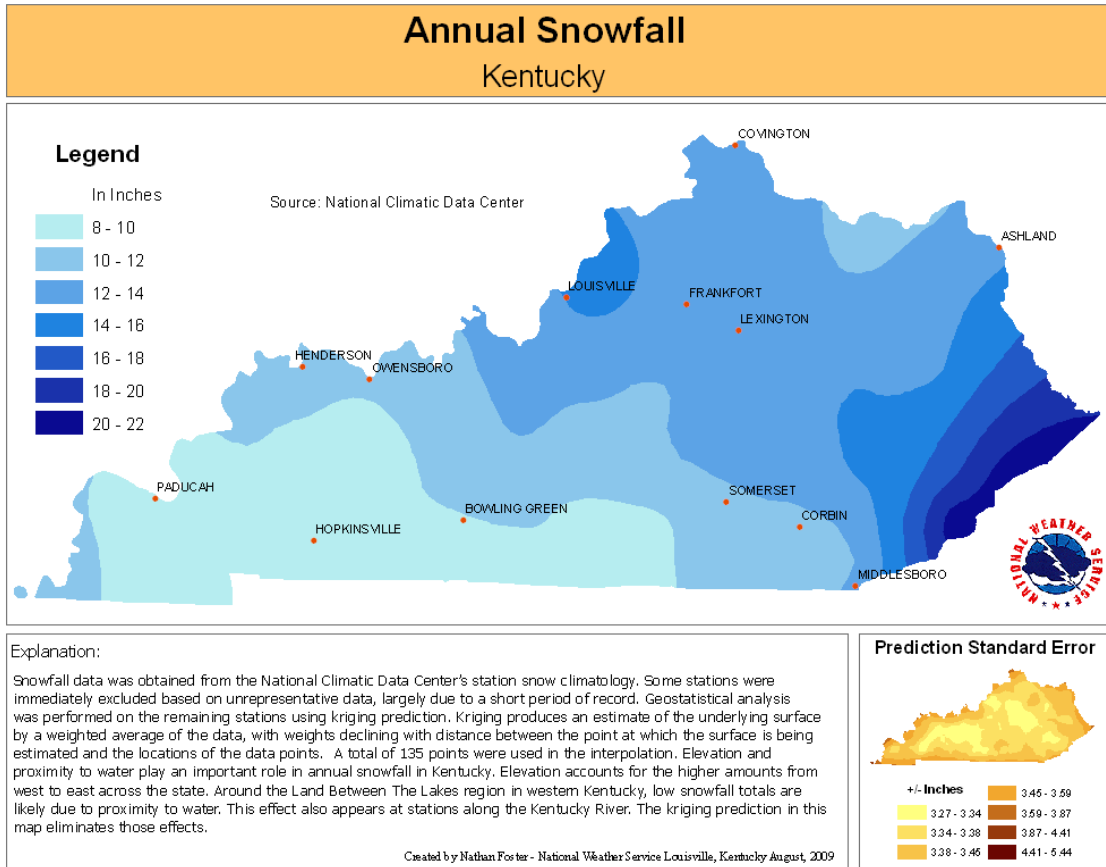 Annual Snowfall
Kentucky
Legend
In Inches
8 - 10
10 - 12
12 - 14
14 - 16
16 - 18
18 - 20
20 - 22
Source: National Climatic Data Center
COVINGTON
ASHLAND
LOUISVILLE
FRANKFORT
LEXINGTON
HENDERSON
OWENSBORO
PADUCAH
HOPKINSVILLE
BOWLING GREEN
SOMERSET
CORBIN
MIDDLESBORO
NATIONAL WEATHER SERVICE
Explanation:
Snowfall data was obtained from the National Climatic Data Center's station snow climatology. Some stations were
immediately excluded based on unrepresentative data, largely due to a short period of record. Geostatistical analysis
was performed on the remaining stations using kriging prediction. Kriging produces an estimate of the underlying surface
by a weighted average of the data, with weights declining with distance between the point at which the surface is being
estimated and the locations of the data points. A total of 135 points were used in the interpolation. Elevation and
proximity to water play an important role in annual snowfall in Kentucky. Elevation accounts for the higher amounts from
west to east across the state. Around the Land Between The Lakes region in western Kentucky, low snowfall totals are
likely due to proximity to water. This effect also appears at stations along the Kentucky River. The kriging prediction in this
map eliminates those effects.
Created by Nathan Foster - National Weather Service Louisville, Kentucky August, 2009
Prediction Standard Error
+/- Inches
3.27 - 3.34
3.34 - 3.38
3.38 - 3.45
3.45 - 3.59
3.59 - 3.87
3.87 - 4.41
4.41 - 5.44